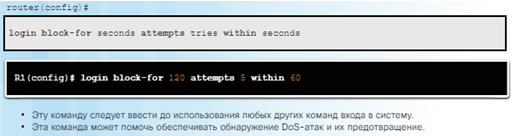 router(config)#
login block-for seconds attempts tries within seconds
R1(config)# login block-for 120 attempts 5 within 60
• Эту команду следует ввести до использования любых других команд входа в систему.
• Эта команда может помочь обеспечивать обнаружение DoS-атак и их предотвращение.